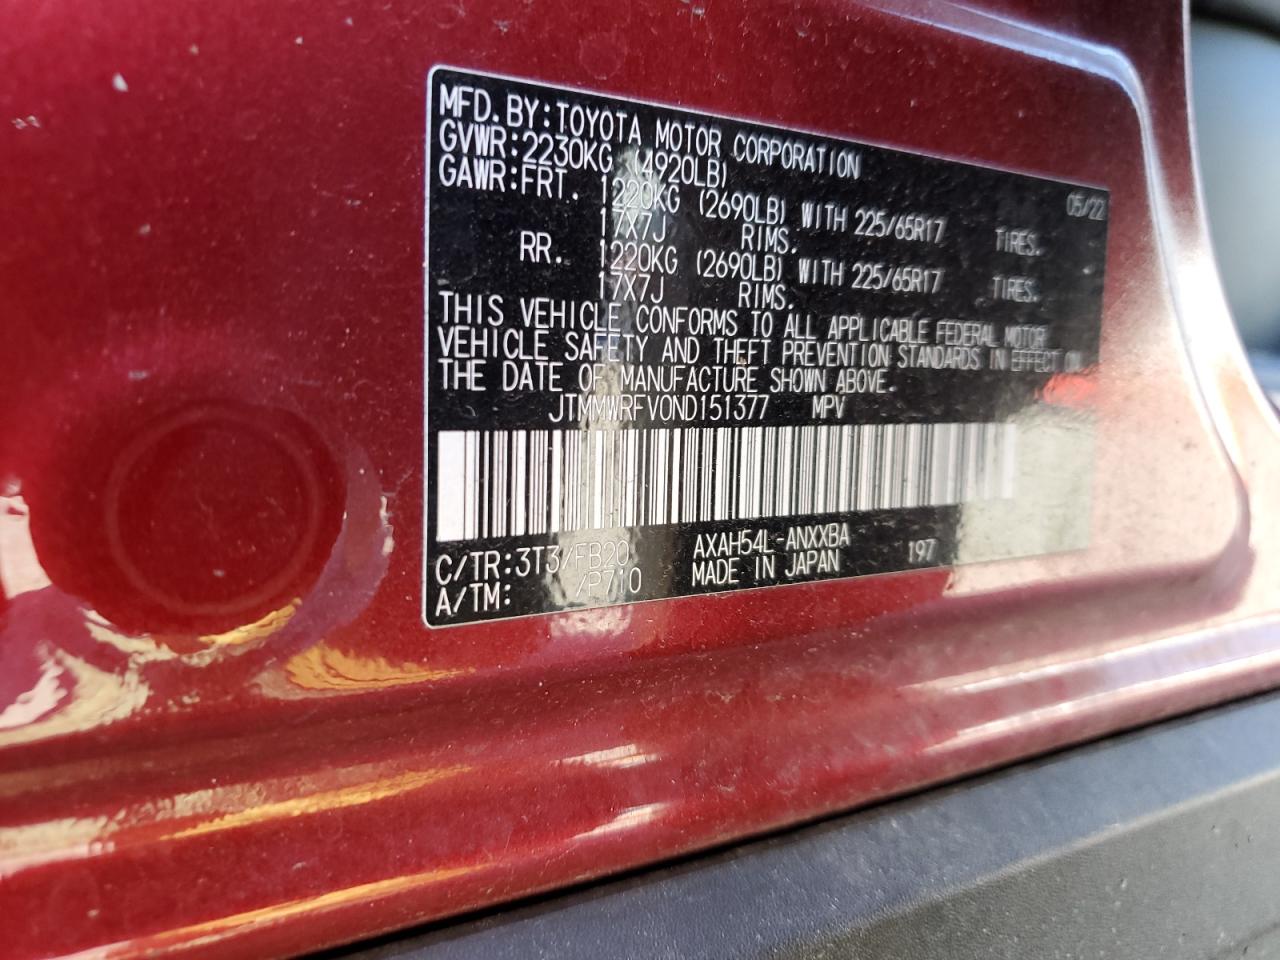 MFD. BY: TOYOTA MOTOR CORPORATION
05/22
GVWR: 2230KG (4920LB)
GAWR: FRT. 1220KG (2690LB) WITH 225/65R17 TIRES.
17X7J RIMS.
RR. 1220KG (2690LB) WITH 225/65R17 TIRES.
17X7J RIMS.
THIS VEHICLE CONFORMS TO ALL APPLICABLE FEDERAL MOTOR
VEHICLE SAFETY AND THEFT PREVENTION STANDARDS IN EFFECT ON
THE DATE OF MANUFACTURE SHOWN ABOVE.
JTMMWRFV0ND151377 MPV
C/TR: 3T3/FB20 AXAH54L-ANXXBA 197
A/TM: /P710 MADE IN JAPAN